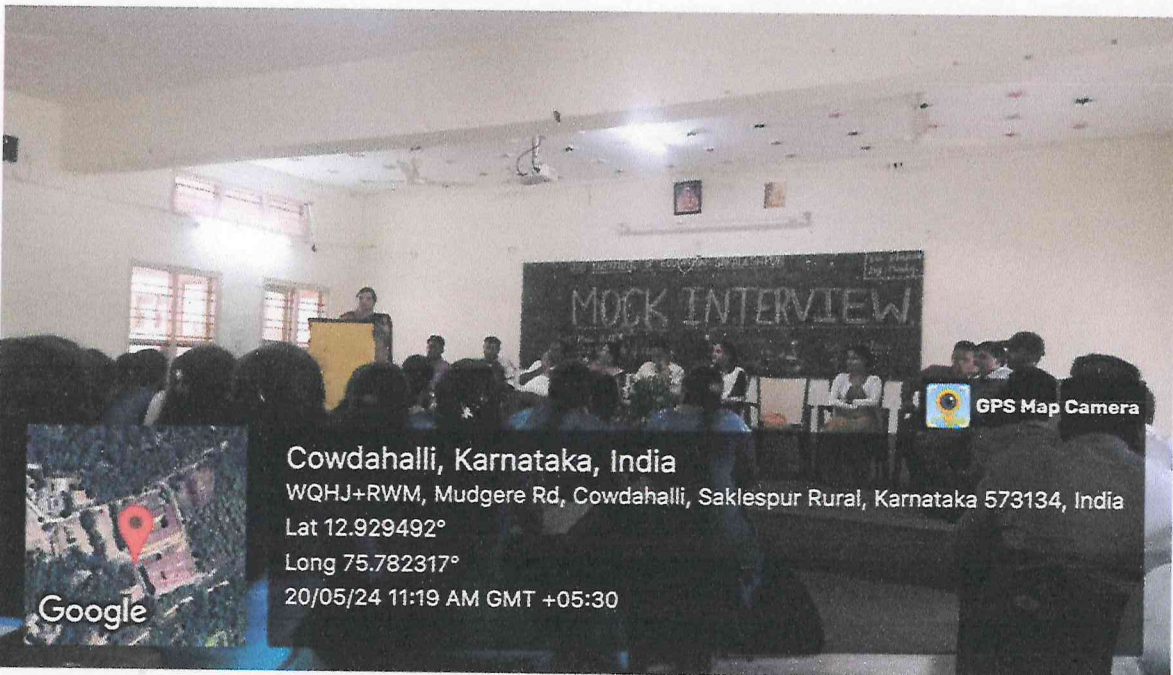 MOCK INTERVIEW
GPS Map Camera
Cowdahalli, Karnataka, India
WQHJ+RWM, Mudgere Rd, Cowdahalli, Saklespur Rural, Karnataka 573134, India
Lat 12.929492°
Long 75.782317°
20/05/24 11:19 AM GMT +05:30
Google